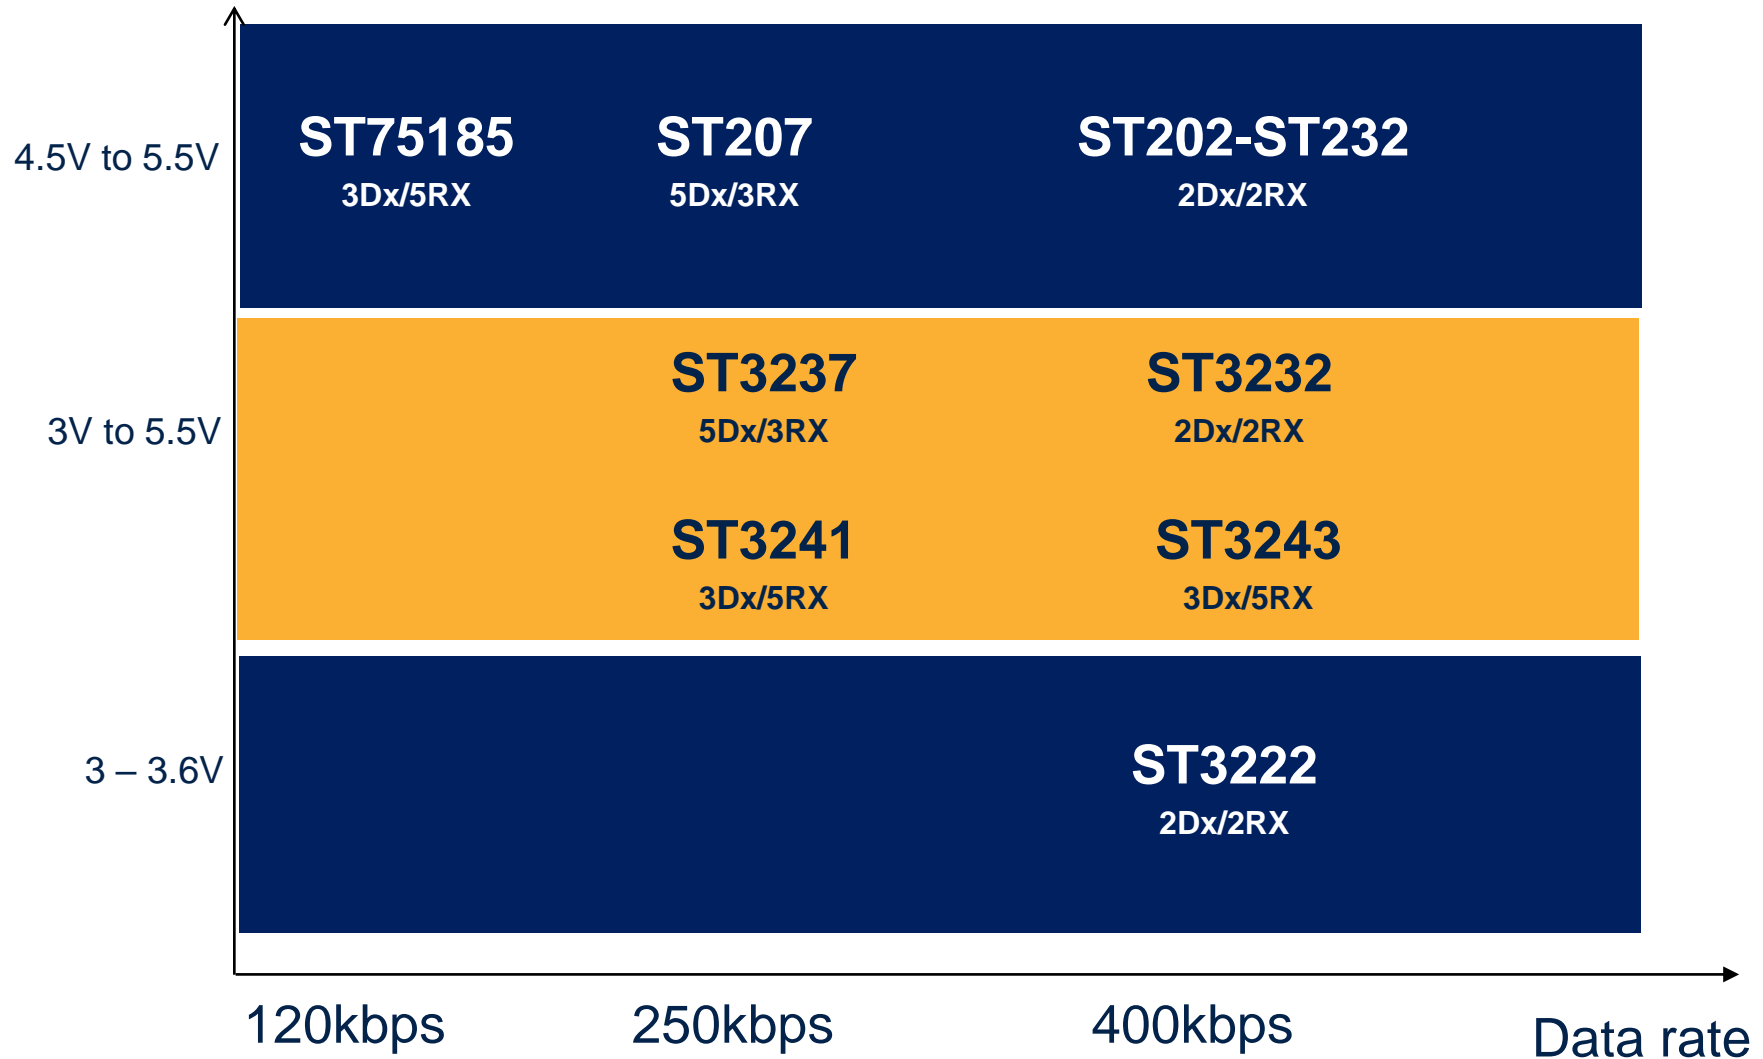 4.5V to 5.5V
ST75185
3Dx/5RX
ST207
5Dx/3RX
ST202-ST232
2Dx/2RX
3V to 5.5V
ST3237
5Dx/3RX
ST3232
2Dx/2RX
ST3241
3Dx/5RX
ST3243
3Dx/5RX
3 – 3.6V
ST3222
2Dx/2RX
120kbps
250kbps
400kbps
Data rate